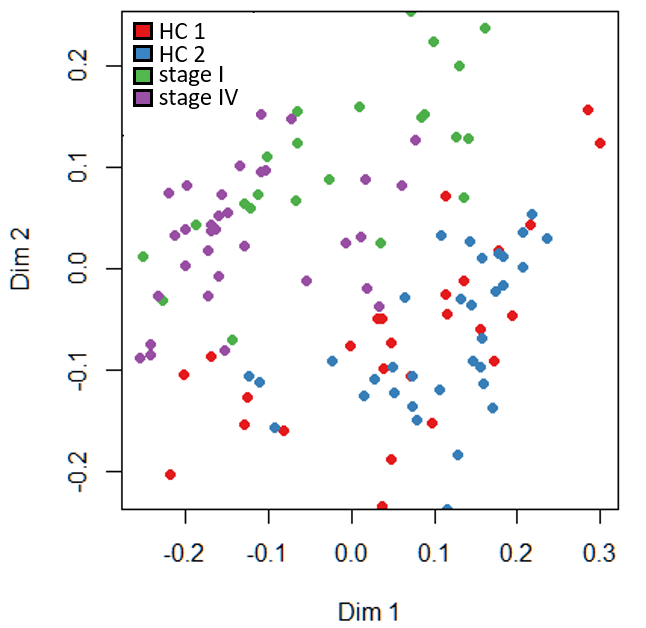 HC 1
HC 2
stage I
stage IV
Dim 2
0.2
0.1
0.0
-0.1
-0.2
-0.2 -0.1 0.0 0.1 0.2 0.3
Dim 1